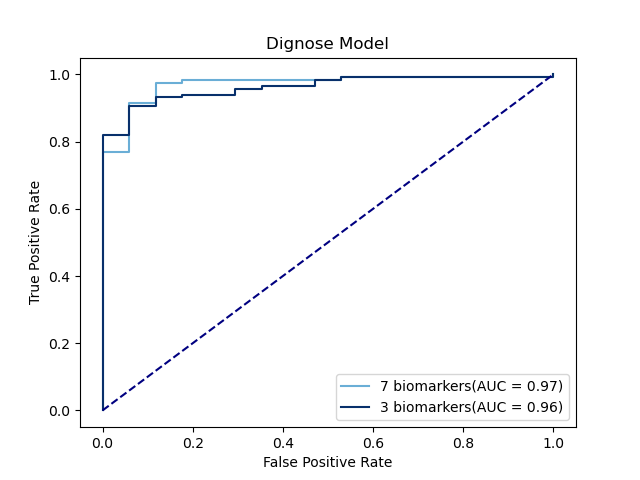 Dignose Model
True Positive Rate
1.0
0.8
0.6
0.4
0.2
0.0
7 biomarkers(AUC = 0.97)
3 biomarkers(AUC = 0.96)
0.0 0.2 0.4 0.6 0.8 1.0
False Positive Rate